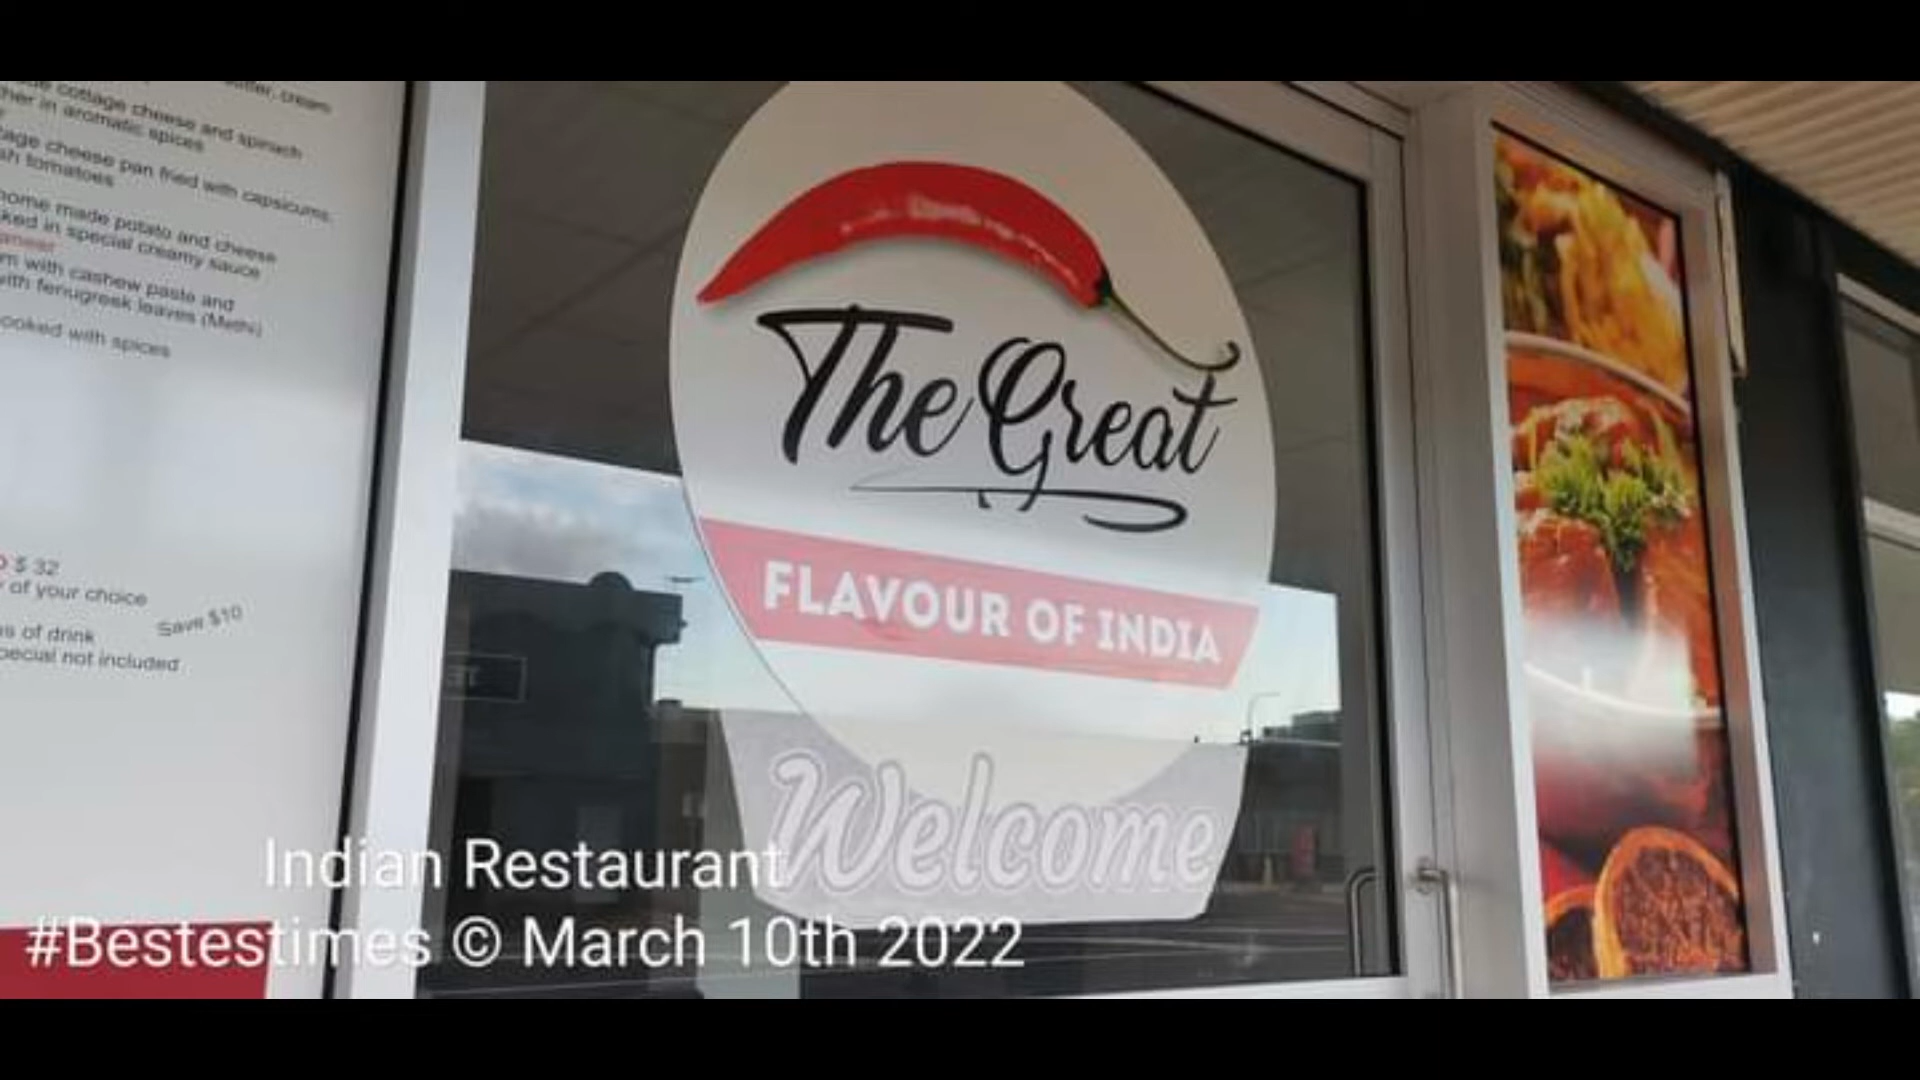 cream
cottage cheese and spinach
in aromatic spices
cheese pan fried with capsicums,
tomatoes
home made potato and cheese
in special creamy sauce
with cashew paste and
with fenugreek leaves (Methi)
cooked with spices
$ 32
of your choice
Save $10
of drink
not included
The Great
FLAVOUR OF INDIA
Welcome
Indian Restaurant
#Bestestimes © March 10th 2022